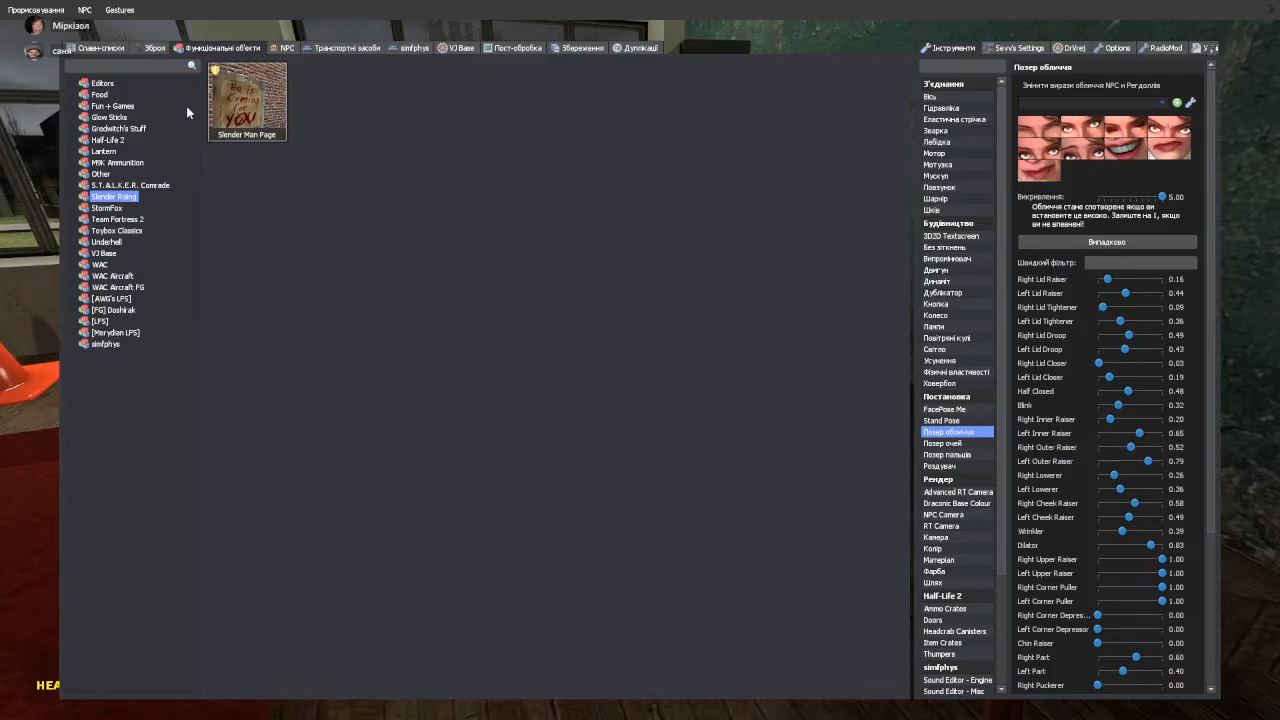 Прорисовування NPC Gestures
Міркізол
саня
Спавн-списки Зброя Функціональні об'єкти NPC Транспортні засоби simfphys VJ Base Пост-обробка Збереження Дуплікації
Інструменти Sevv's Settings DrVrej Options RadioMod
Editors
Food
Fun + Games
Glow Sticks
Gredwitch's Stuff
Half-Life 2
Lantern
M9K Ammunition
Other
S.T.A.L.K.E.R. Comrade
Slender Rising
StormFox
Team Fortress 2
Toybox Classics
Underhell
VJ Base
WAC
WAC Aircraft
WAC Aircraft FG
[AWG's LFS]
[FG] Doshirak
[LFS]
[Merydian LFS]
simfphys
He is
Coming
For
YOU
Slender Man Page
З'єднання
Вісь
Гідравліка
Еластична стрічка
Зварка
Лебідка
Мотор
Мотузка
Мускул
Повзунок
Шарнір
Шків
Будівництво
3D2D Textscreen
Без зіткнень
Випромінювач
Двигун
Динаміт
Дублікатор
Кнопка
Колесо
Лампи
Повітряні кулі
Світло
Усунення
Фізичні властивості
Ховербол
Постановка
FacePose Me
Stand Pose
Позер обличчя
Позер очей
Позер пальців
Роздувач
Рендер
Advanced RT Camera
Draconic Base Colour
NPC Camera
RT Camera
Камера
Колір
Матеріал
Фарба
Шлях
Half-Life 2
Ammo Crates
Doors
Headcrab Canisters
Item Crates
Thumpers
simfphys
Sound Editor - Engine
Sound Editor - Misc
Позер обличчя
Змінити вирази обличчя NPC и Регдоллів
Викривлення: 5.00
Обличчя стане спотворене якщо ви
встановите це високо. Залиште на 1, якщо
ви не впевнені!
Випадково
Швидкий фільтр:
Right Lid Raiser 0.16
Left Lid Raiser 0.44
Right Lid Tightener 0.09
Left Lid Tightener 0.36
Right Lid Droop 0.49
Left Lid Droop 0.43
Right Lid Closer 0.03
Left Lid Closer 0.19
Half Closed 0.48
Blink 0.32
Right Inner Raiser 0.20
Left Inner Raiser 0.65
Right Outer Raiser 0.52
Left Outer Raiser 0.79
Right Lowerer 0.26
Left Lowerer 0.36
Right Cheek Raiser 0.58
Left Cheek Raiser 0.49
Wrinkler 0.39
Dilator 0.83
Right Upper Raiser 1.00
Left Upper Raiser 1.00
Right Corner Puller 1.00
Left Corner Puller 1.00
Right Corner Depres... 0.00
Left Corner Depressor 0.00
Chin Raiser 0.00
Right Part 0.60
Left Part 0.40
Right Puckerer 0.00
HEA